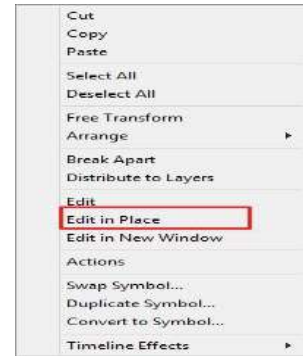 Cut
Copy
Paste
Select All
Deselect All
Free Transform
Arrange
Break Apart
Distribute to Layers
Edit
Edit in Place
Edit in New Window
Actions
Swap Symbol...
Duplicate Symbol...
Convert to Symbol...
Timeline Effects